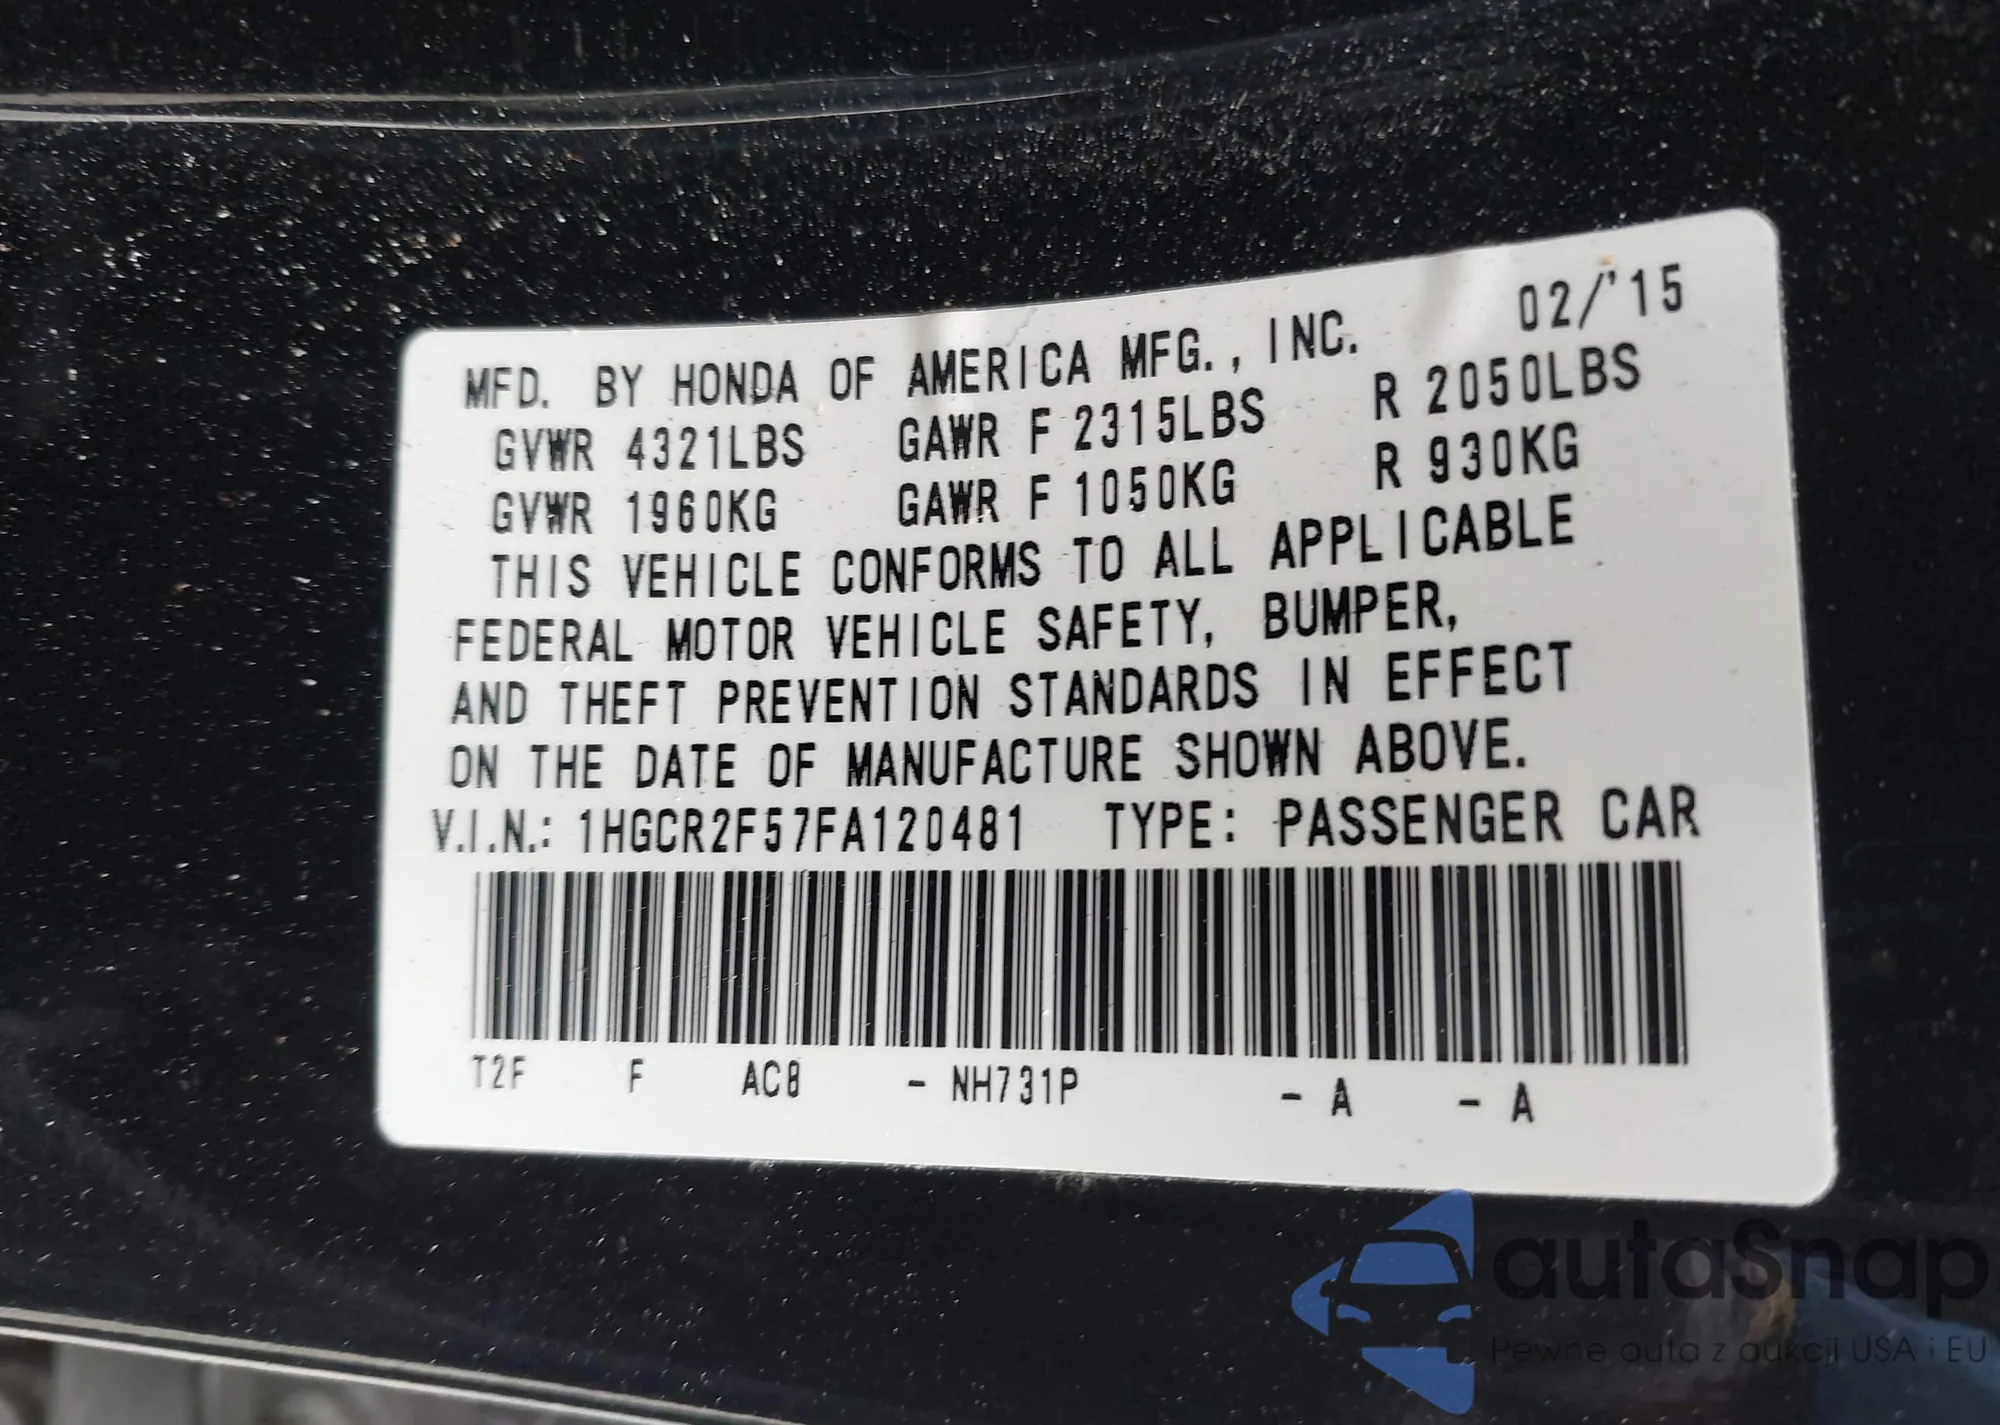 02/'15
MFD. BY HONDA OF AMERICA MFG., INC.
GVWR 4321LBS GAWR F 2315LBS R 2050LBS
GVWR 1960KG GAWR F 1050KG R 930KG
THIS VEHICLE CONFORMS TO ALL APPLICABLE
FEDERAL MOTOR VEHICLE SAFETY, BUMPER,
AND THEFT PREVENTION STANDARDS IN EFFECT
ON THE DATE OF MANUFACTURE SHOWN ABOVE.
V.I.N.: 1HGCR2F57FA120481 TYPE: PASSENGER CAR
T2F F AC8 - NH731P - A - A
autaSnap
Pewne auta z aukcji USA i EU